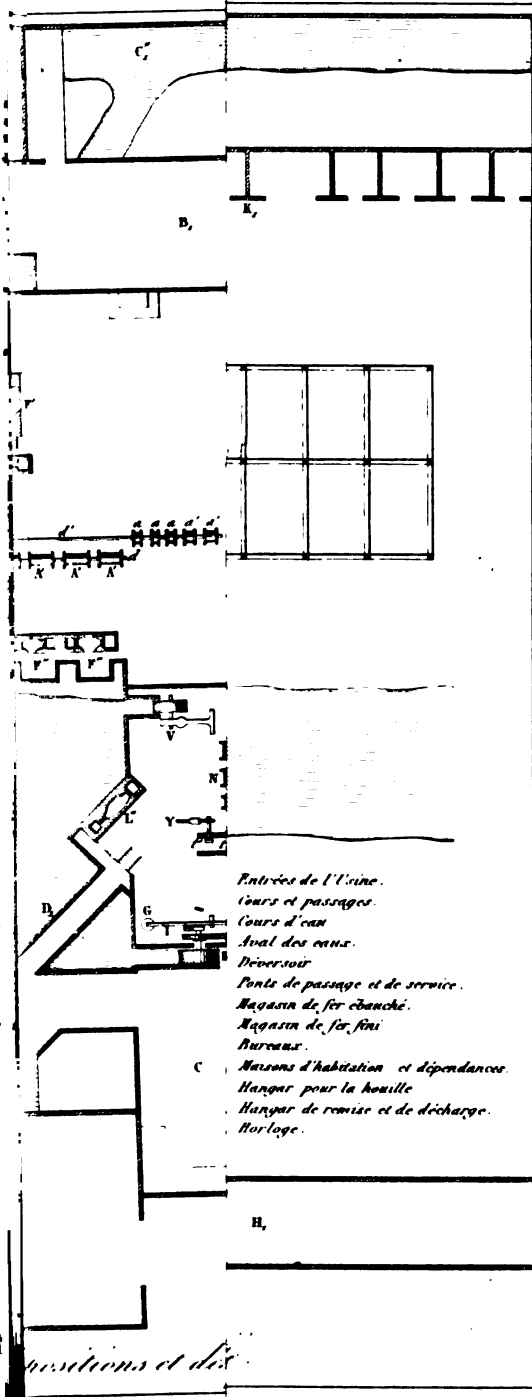 C"
B,
K,
F'
d'
a a a a' a'
d
A' A' A'
F" F"
V
N
L"
Y
D,
G
I
C
Entrées de l'Usine.
Cours et passages.
Cours d'eau
Aval des eaux.
Déversoir
Ponts de passage et de service.
Magasin de fer ébauché.
Magasin de fer fini
Bureaux.
Maisons d'habitation et dépendances.
Hangar pour la houille
Hangar de remise et de décharge.
Horloge.
H,
positions et